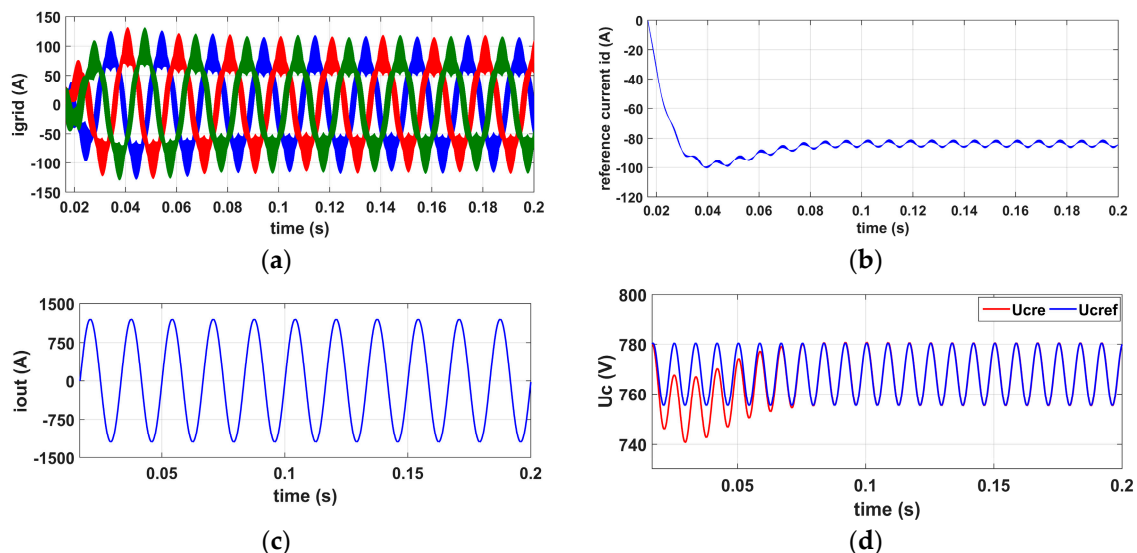 150
100
50
0
-50
-100
-150
igrid (A)
0.02 0.04 0.06 0.08 0.1 0.12 0.14 0.16 0.18 0.2
time (s)
(a)
0
-20
-40
-60
-80
-100
-120
reference current id (A)
0.02 0.04 0.06 0.08 0.1 0.12 0.14 0.16 0.18 0.2
time (s)
(b)
1500
750
0
-750
-1500
iout (A)
0.05 0.1 0.15 0.2
time (s)
(c)
800
780
760
740
Uc (V)
Ucre Ucref
0.05 0.1 0.15 0.2
time (s)
(d)